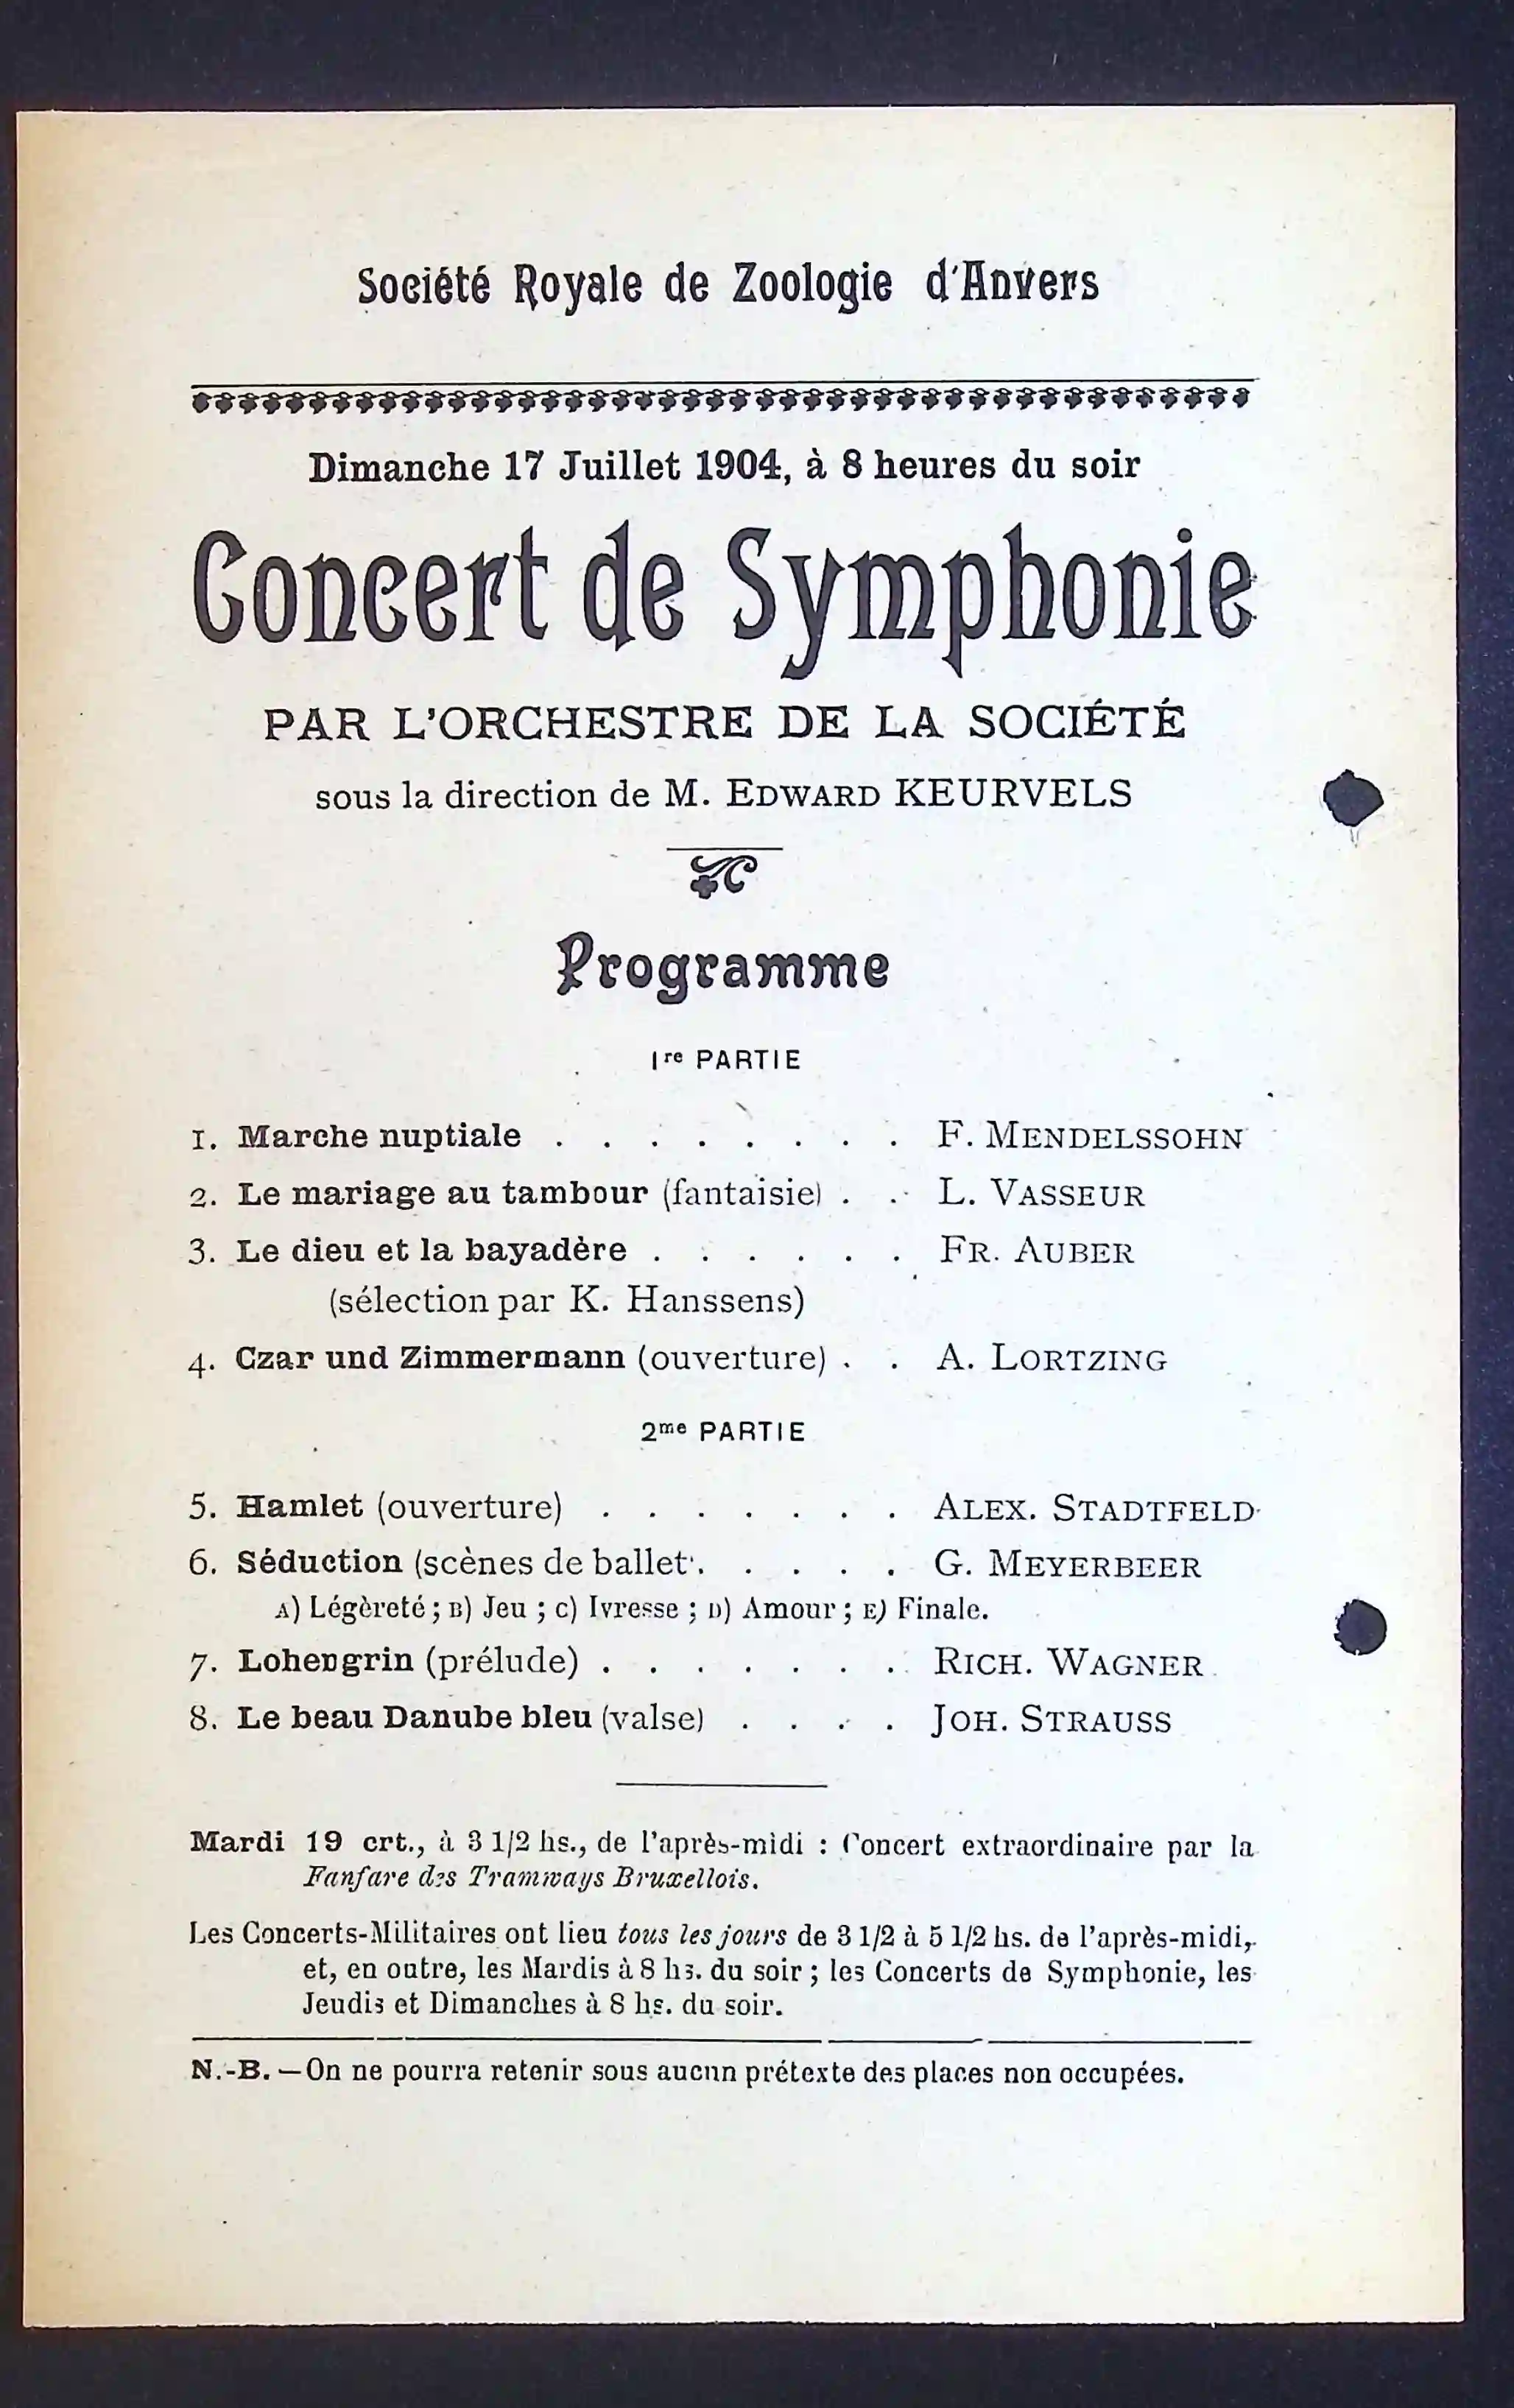 Société Royale de Zoologie d'Anvers
Dimanche 17 Juillet 1904, à 8 heures du soir
Concert de Symphonie
PAR L'ORCHESTRE DE LA SOCIÉTÉ
sous la direction de M. EDWARD KEURVELS
Programme
1re PARTIE
1. Marche nuptiale . . . . . . . . F. MENDELSSOHN
2. Le mariage au tambour (fantaisie) . . L. VASSEUR
3. Le dieu et la bayadère . . . . . . FR. AUBER
(sélection par K. Hanssens)
4. Czar und Zimmermann (ouverture) . . A. LORTZING
2me PARTIE
5. Hamlet (ouverture) . . . . . . . ALEX. STADTFELD
6. Séduction (scènes de ballet). . . . . G. MEYERBEER
A) Légèreté ; B) Jeu ; C) Ivresse ; D) Amour ; E) Finale.
7. Lohengrin (prélude) . . . . . . . RICH. WAGNER
8. Le beau Danube bleu (valse) . . . . JOH. STRAUSS
Mardi 19 crt., à 3 1/2 hs., de l'après-midi : Concert extraordinaire par la
Fanfare des Tramways Bruxellois.
Les Concerts-Militaires ont lieu tous les jours de 3 1/2 à 5 1/2 hs. de l'après-midi,
et, en outre, les Mardis à 8 hs. du soir ; les Concerts de Symphonie, les
Jeudis et Dimanches à 8 hs. du soir.
N.-B. — On ne pourra retenir sous aucun prétexte des places non occupées.